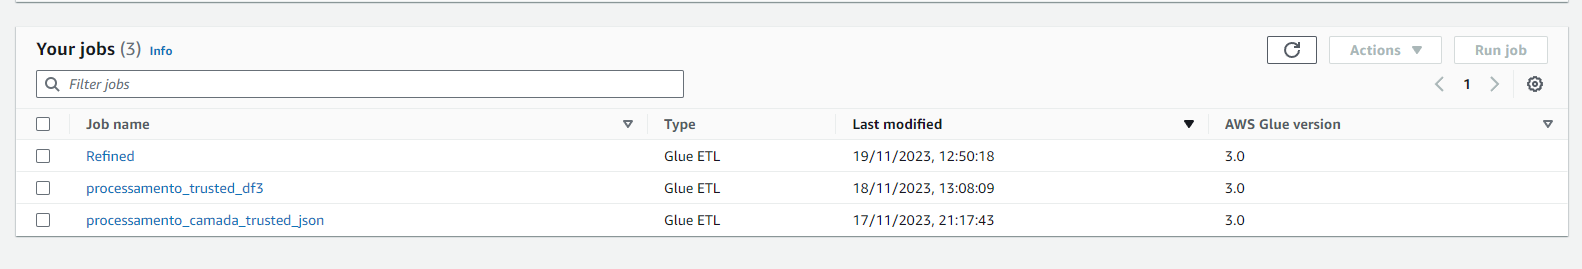 Your jobs (3) Info
Actions Run job
Filter jobs
1
Job name Type Last modified AWS Glue version
Refined Glue ETL 19/11/2023, 12:50:18 3.0
processamento_trusted_df3 Glue ETL 18/11/2023, 13:08:09 3.0
processamento_camada_trusted_json Glue ETL 17/11/2023, 21:17:43 3.0